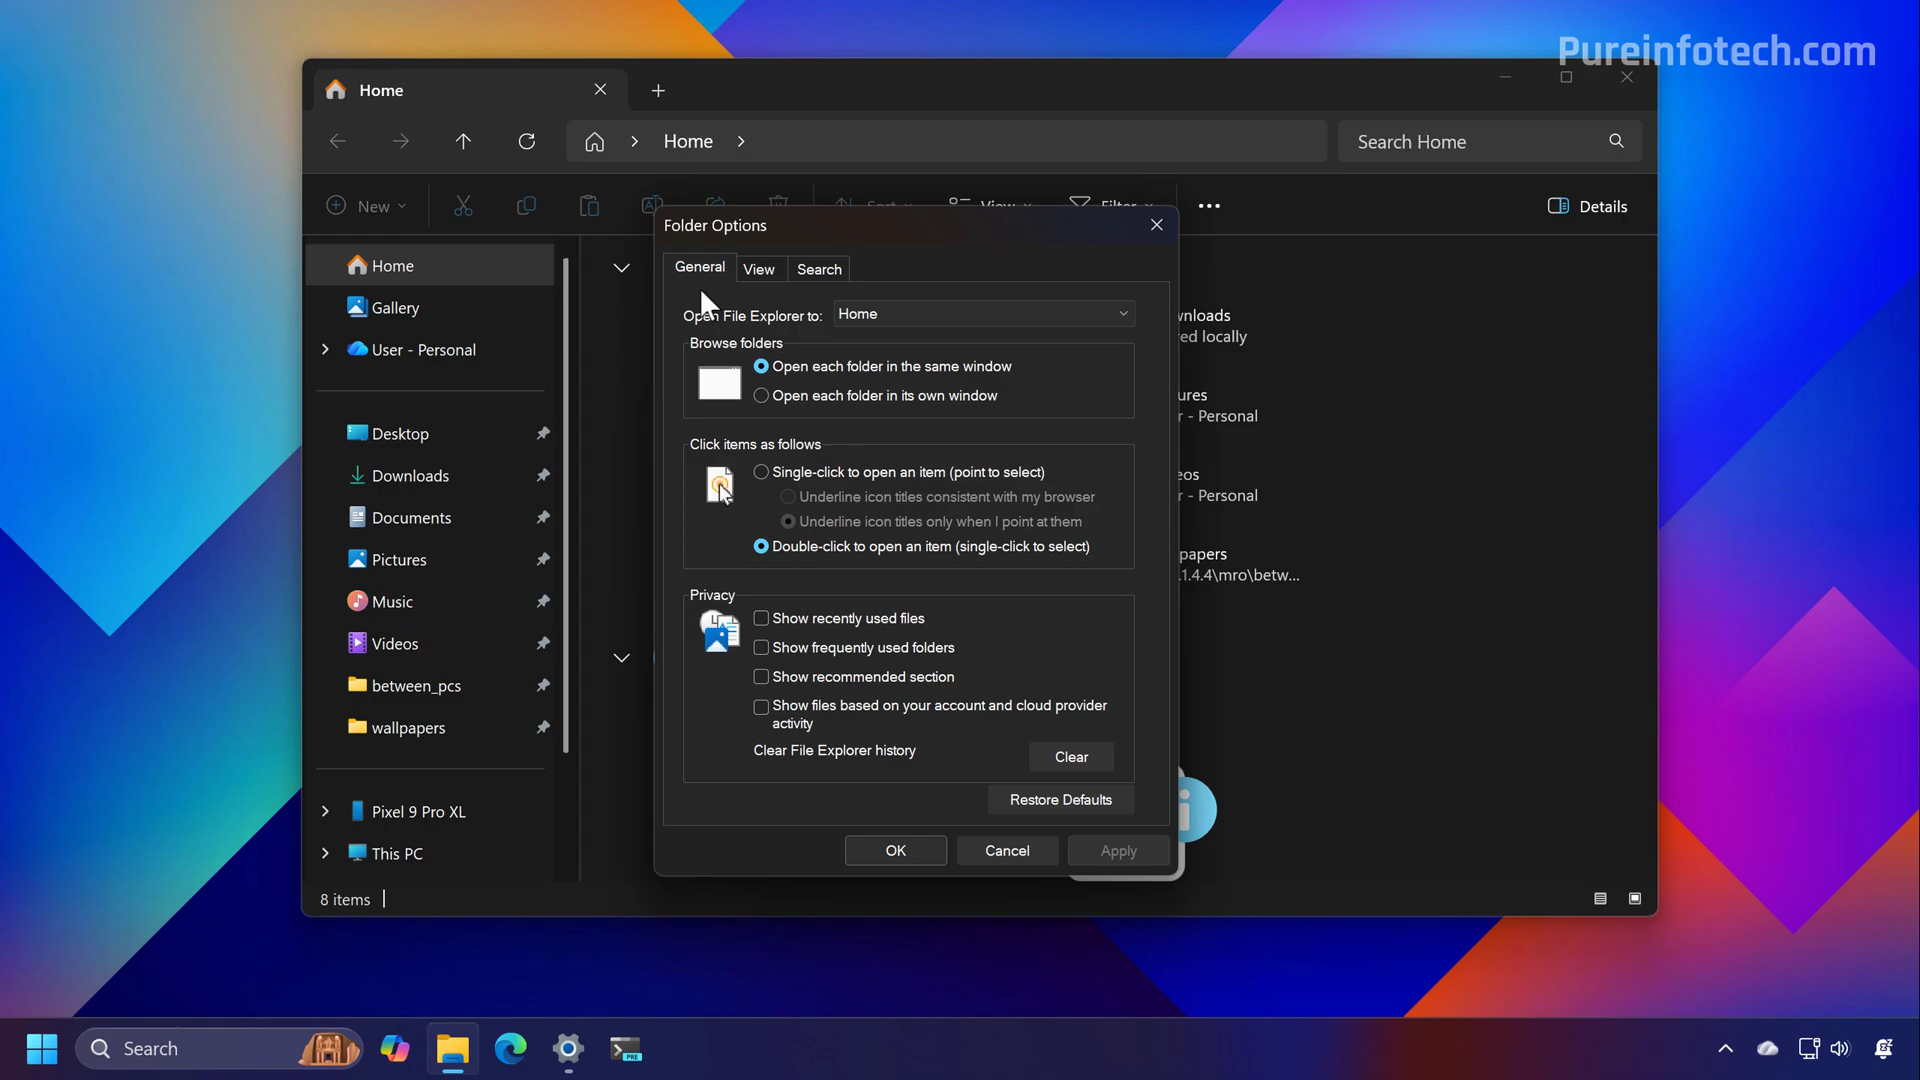 Pureinfotech.com
Home
Home
Search Home
New
Sort
View
Filter
Details
Home
Gallery
User - Personal
Desktop
Downloads
Documents
Pictures
Music
Videos
between_pcs
wallpapers
Pixel 9 Pro XL
This PC
Folder Options
General
View
Search
Open File Explorer to:
Home
Browse folders
Open each folder in the same window
Open each folder in its own window
Click items as follows
Single-click to open an item (point to select)
Underline icon titles consistent with my browser
Underline icon titles only when I point at them
Double-click to open an item (single-click to select)
Privacy
Show recently used files
Show frequently used folders
Show recommended section
Show files based on your account and cloud provider
activity
Clear File Explorer history
Clear
Restore Defaults
OK
Cancel
Apply
wnloads
ed locally
ures
r - Personal
eos
r - Personal
papers
.1.4.4\mro\betw...
8 items
Search
PRE